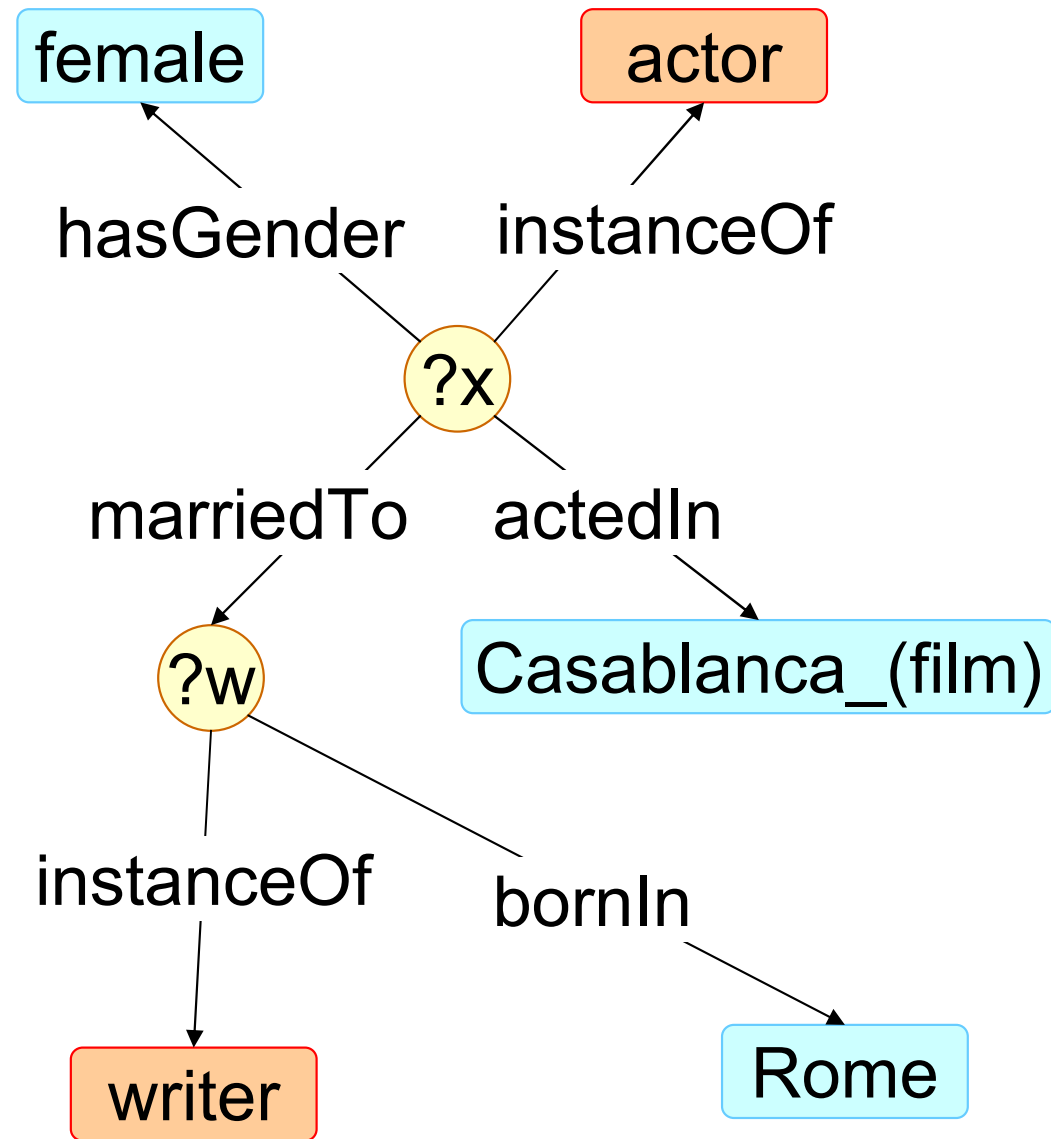 female
actor
hasGender
instanceOf
?x
marriedTo
actedIn
?w
Casablanca_(film)
instanceOf
bornIn
Rome
writer